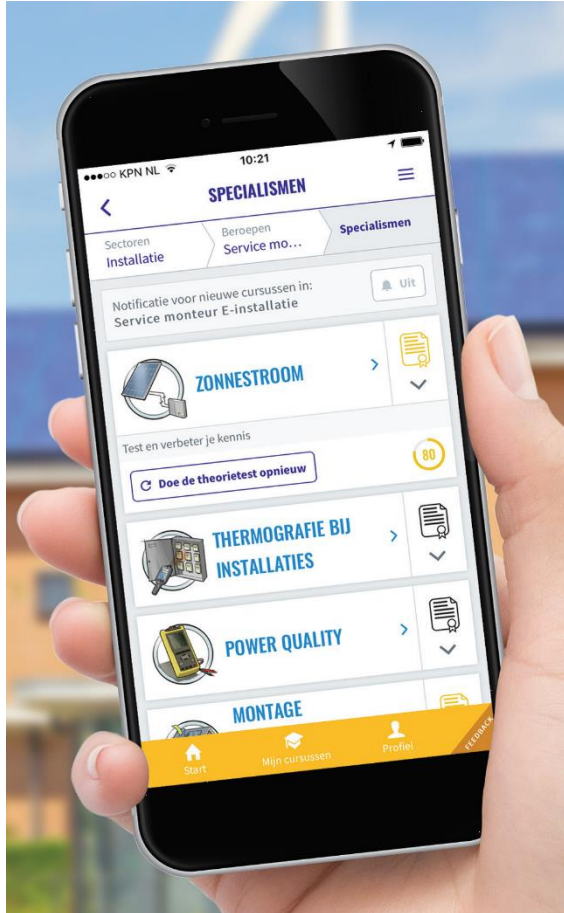 KPN NL
10:21
SPECIALISMEN
Sectoren
Installatie
Beroepen
Service mo...
Specialismen
Notificatie voor nieuwe cursussen in:
Service monteur E-installatie
Uit
ZONNESTROOM
Test en verbeter je kennis
Doe de theorietest opnieuw
80
THERMOGRAFIE BIJ
INSTALLATIES
POWER QUALITY
MONTAGE
Start
Mijn cursussen
Profiel
FEEDBACK